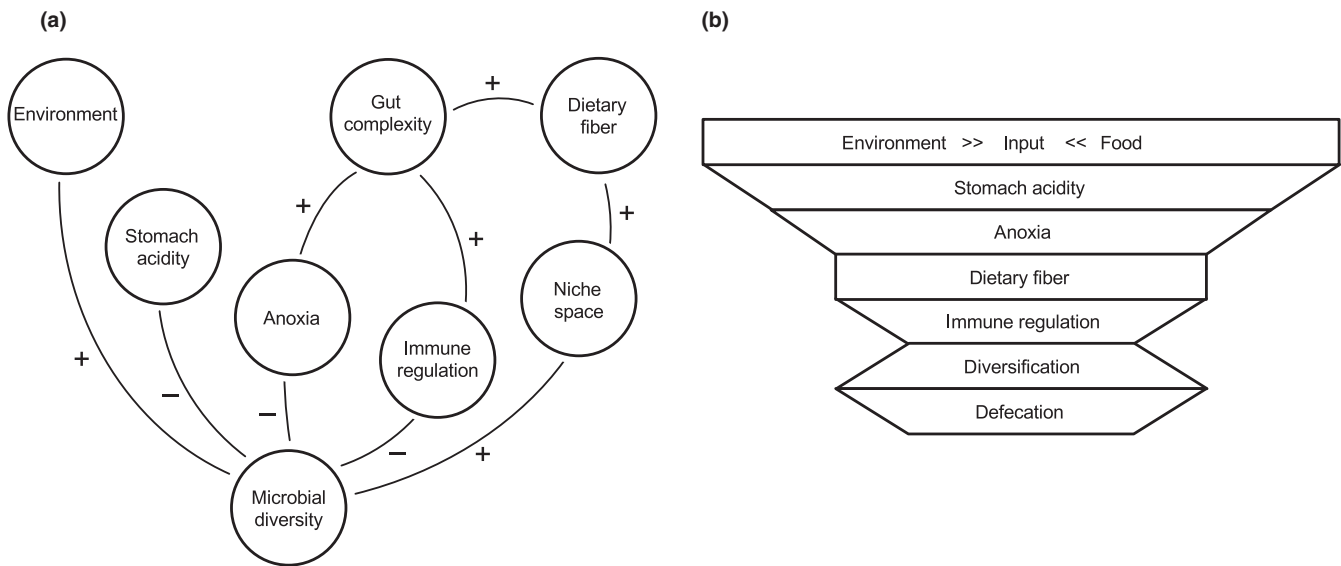 (a)
Environment
Gut
complexity
+
Dietary
fiber
Stomach
acidity
+
+
+
Anoxia
Niche
space
Immune
regulation
+
−
−
−
+
Microbial
diversity
(b)
Environment >> Input << Food
Stomach acidity
Anoxia
Dietary fiber
Immune regulation
Diversification
Defecation